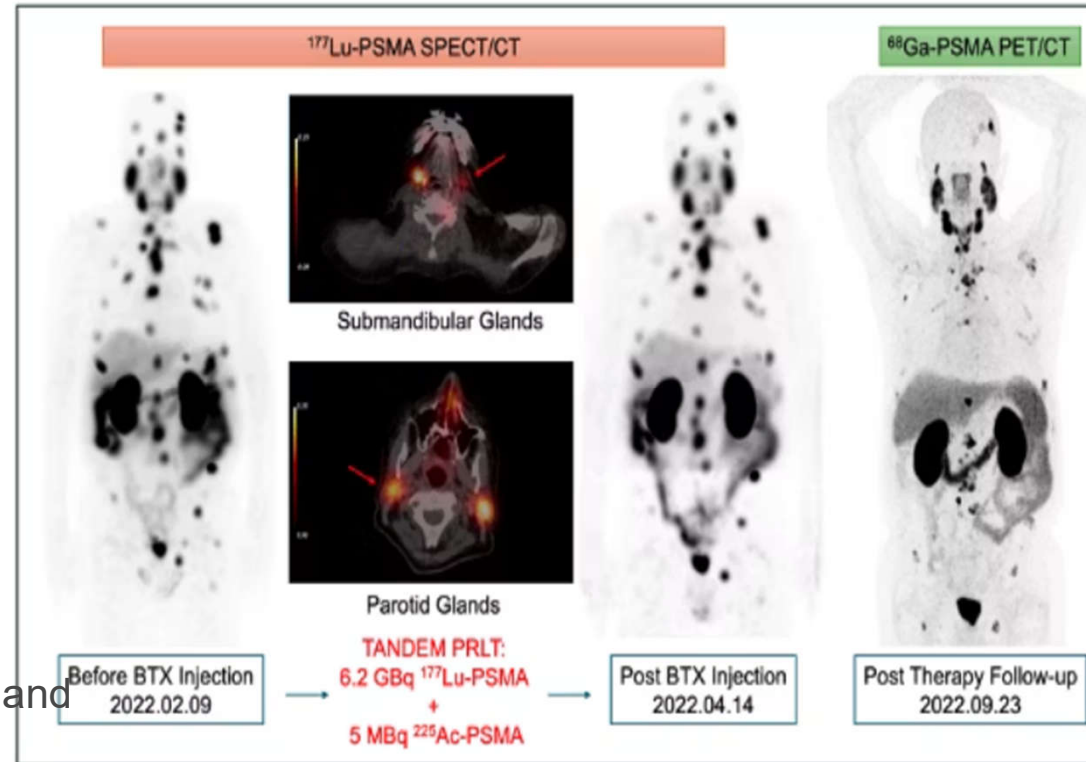 ¹⁷⁷Lu-PSMA SPECT/CT
⁶⁸Ga-PSMA PET/CT
Submandibular Glands
Parotid Glands
TANDEM PRLT:
6.2 GBq ¹⁷⁷Lu-PSMA
+
5 MBq ²²⁵Ac-PSMA
and
Before BTX Injection
2022.02.09
Post BTX Injection
2022.04.14
Post Therapy Follow-up
2022.09.23